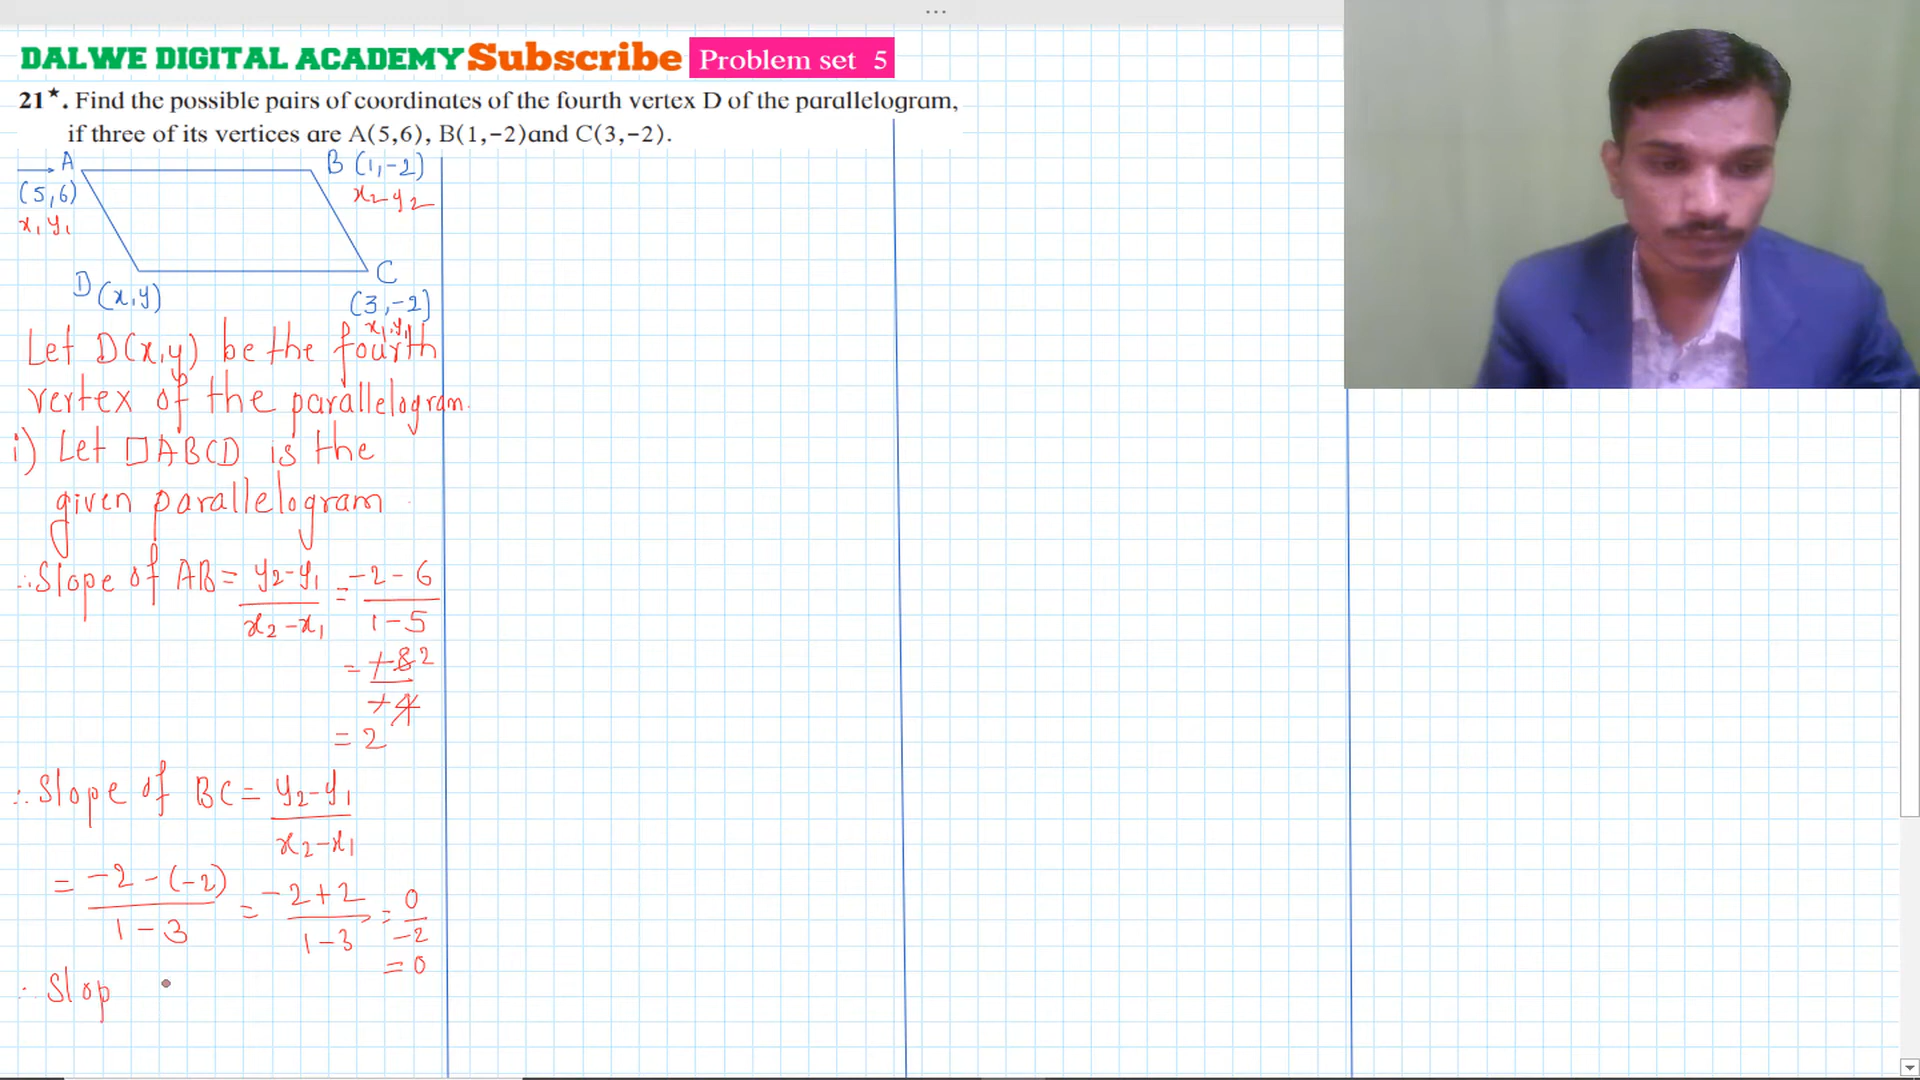 DALWE DIGITAL ACADEMY Subscribe Problem set 5
21★. Find the possible pairs of coordinates of the fourth vertex D of the parallelogram,
if three of its vertices are A(5,6), B(1,−2)and C(3,−2).
A B (1,-2)
(5,6) x2 y2
x1 y1
D (x,y) C
(3,-2)
x1,y1
Let D(x,y) be the fourth
vertex of the parallelogram.
i) Let □ABCD is the
given parallelogram
∴Slope of AB = y2-y1 / x2-x1 = -2-6 / 1-5
= -8 2 / -4
= 2
∴ Slope of BC = y2-y1 / x2-x1
= -2-(-2) / 1-3 = -2+2 / 1-3 = 0 / -2
= 0
∴ Slop